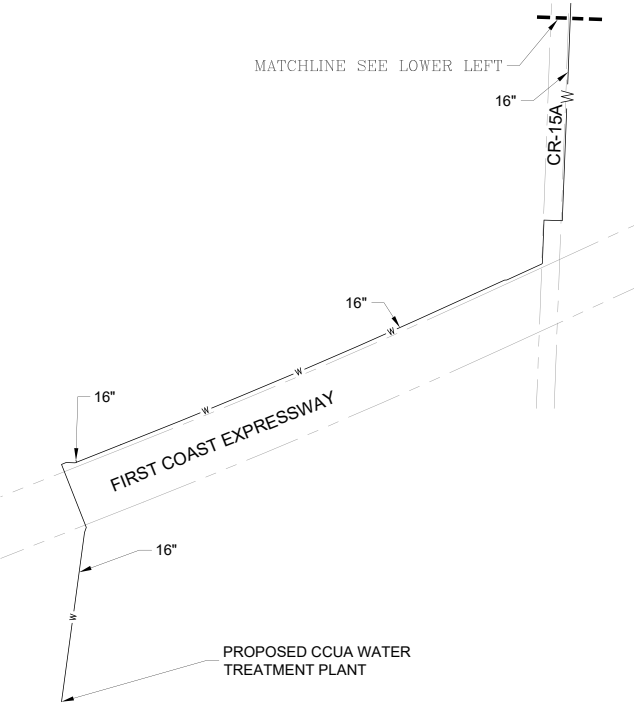 MATCHLINE SEE LOWER LEFT
16"
W
CR-15A
16"
W
W
W
16"
FIRST COAST EXPRESSWAY
16"
W
PROPOSED CCUA WATER
TREATMENT PLANT